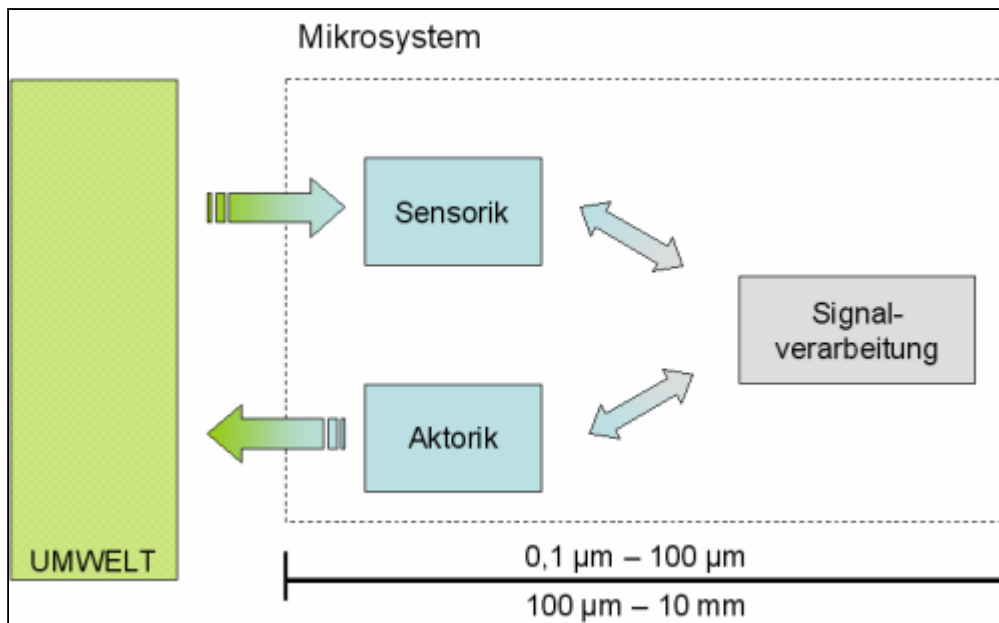 Mikrosystem
Sensorik
Signal-
verarbeitung
Aktorik
UMWELT
0,1 µm – 100 µm
100 µm – 10 mm